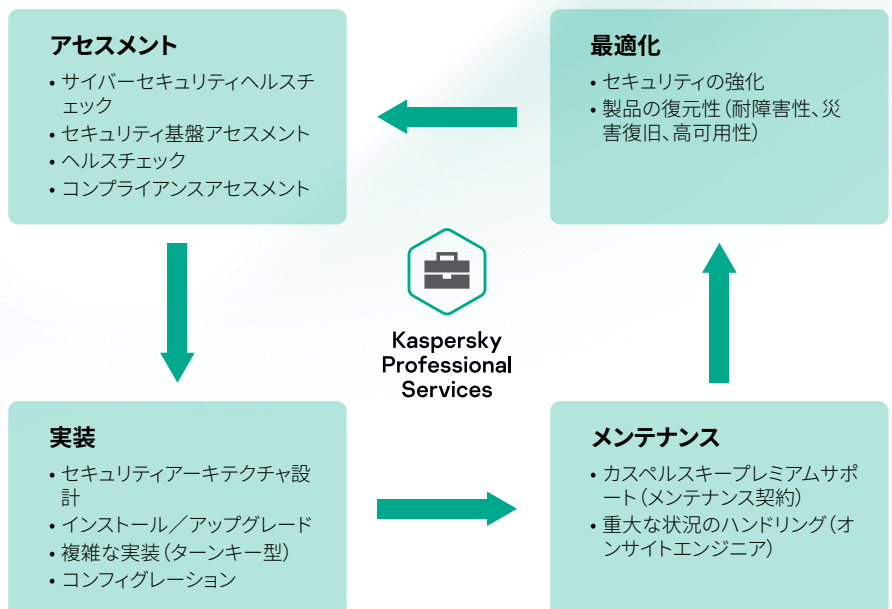 アセスメント
• サイバーセキュリティヘルスチ
ェック
• セキュリティ基盤アセスメント
• ヘルスチェック
• コンプライアンスアセスメント
最適化
• セキュリティの強化
• 製品の復元性（耐障害性、災
害復旧、高可用性）
Kaspersky
Professional
Services
実装
• セキュリティアーキテクチャ設
計
• インストール／アップグレード
• 複雑な実装（ターンキー型）
• コンフィグレーション
メンテナンス
• カスペルスキープレミアムサポ
ート（メンテナンス契約）
• 重大な状況のハンドリング（オ
ンサイトエンジニア）